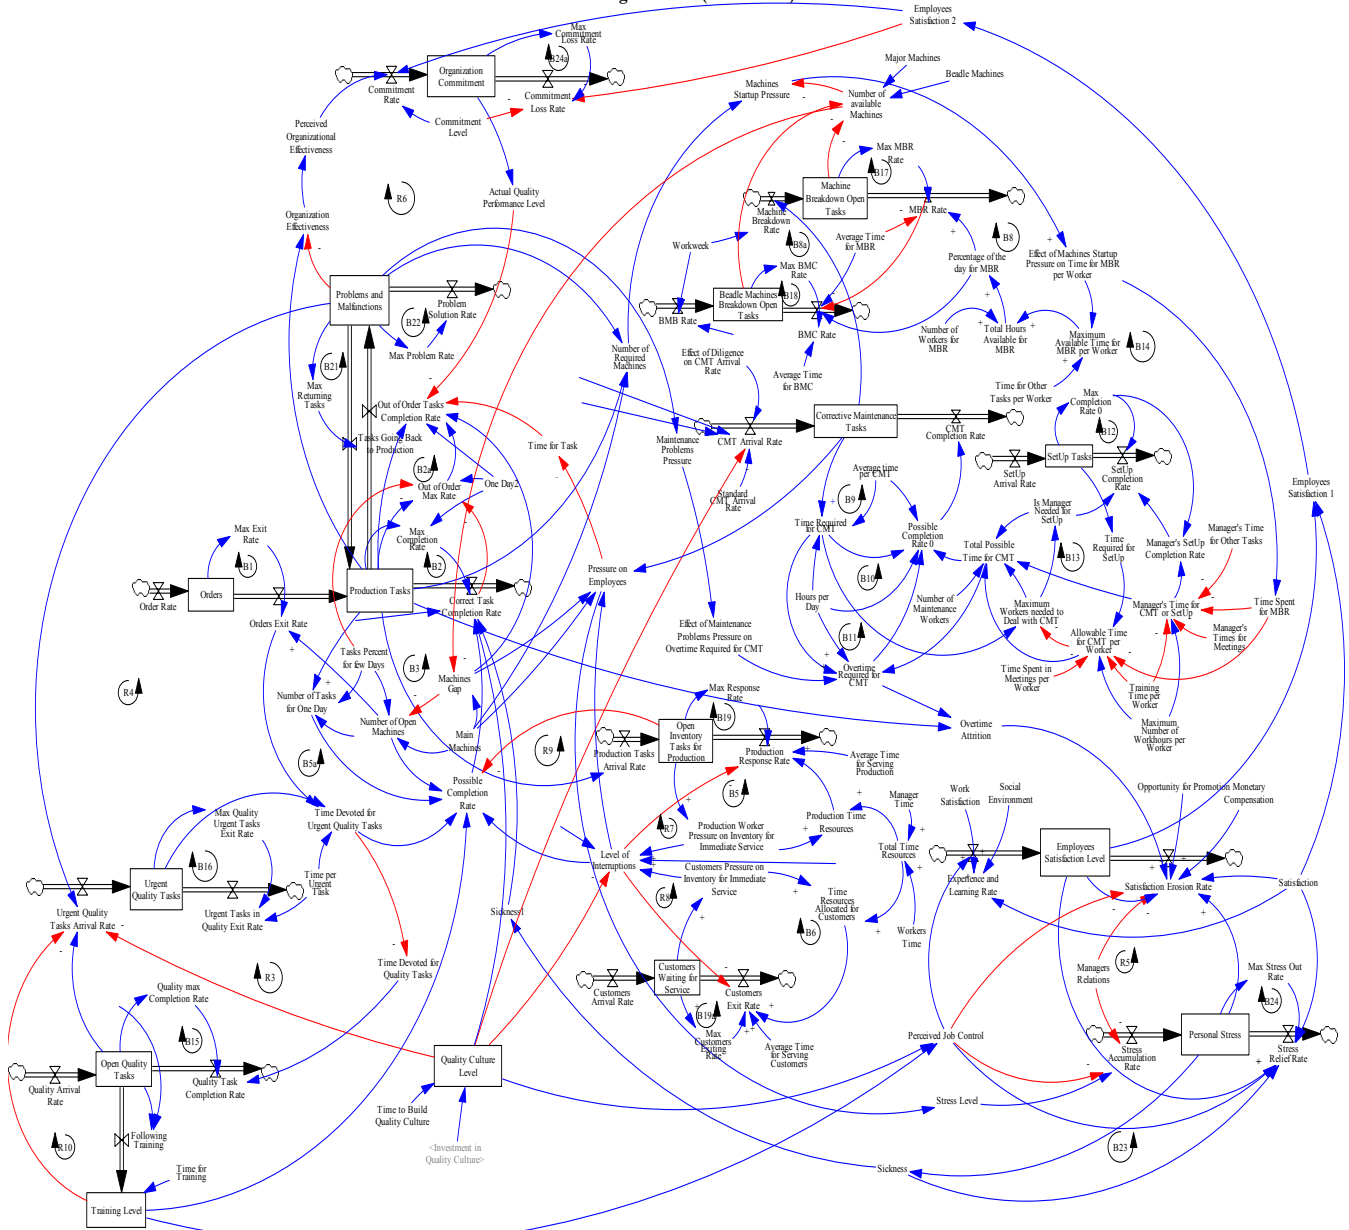 Employees
Satisfaction 2
Max
Commitment
Loss Rate
B24a
Organization
Commitment
Commitment
Rate
Commitment
Loss Rate
Commitment
Level
Perceived
Organizational
Effectiveness
R6
Actual Quality
Performance Level
Organization
Effectiveness
Major Machines
Beadle Machines
Machines
Startup Pressure
Number of
available
Machines
Max MBR
Rate
B17
Machine
Breakdown Open
Tasks
Machine
Breakdown
Rate
MBR Rate
Average Time
for MBR
B8a
B8
Workweek
Percentage of the
day for MBR
Effect of Machines Startup
Pressure on Time for MBR
per Worker
Max BMC
Rate
B18
Beadle Machines
Breakdown Open
Tasks
BMB Rate
BMC Rate
Number of
Workers for
MBR
Total Hours
Available for
MBR
Maximum
Available Time for
MBR per Worker
B14
Effect of Diligence
on CMT Arrival
Rate
Average Time
for BMC
Time for Other
Tasks per Worker
Problems and
Malfunctions
Problem
Solution Rate
B22
Max Problem Rate
B21
Max
Returning
Tasks
Number of
Required
Machines
Out of Order Tasks
Completion Rate
Tasks Going Back
to Production
Time for Task
Maintenance
Problems
Pressure
CMT Arrival Rate
Corrective Maintenance
Tasks
CMT
Completion Rate
Standard
CMT Arrival
Rate
Max
Completion
Rate 0
B12
SetUp Tasks
SetUp
Arrival Rate
SetUp
Completion
Rate
Employees
Satisfaction 1
B2a
Out of Order
Max Rate
One Day2
Average time
per CMT
B9
Time Required
for CMT
Possible
Completion
Rate 0
Is Manager
Needed for
SetUp
Total Possible
Time for CMT
B13
Time
Required for
SetUp
Manager's SetUp
Completion Rate
Manager's Time
for Other Tasks
Max Exit
Rate
B1
Max
Completion
Rate
B2
Orders
Order Rate
Orders Exit Rate
Production Tasks
Correct Task
Completion Rate
Pressure on
Employees
B10
Hours per
Day
Number of
Maintenance
Workers
Maximum
Workers needed to
Deal with CMT
Manager's Time for
CMT or SetUp
Time Spent
for MBR
Manager's
Times for
Meetings
Effect of Maintenance
Problems Pressure on
Overtime Required for CMT
B11
Overtime
Required for
CMT
Allowable Time
for CMT per
Worker
Time Spent in
Meetings per
Worker
Training
Time per
Worker
Maximum
Number of
Workhours per
Worker
Tasks Percent
for few Days
B3
Machines
Gap
R4
Number of Tasks
for One Day
Number of Open
Machines
Main
Machines
B5a
R9
Max Response
Rate
B19
Open
Inventory
Tasks for
Production
Production Tasks
Arrival Rate
Production
Response Rate
Average Time
for Serving
Production
Overtime
Attrition
Possible
Completion
Rate
B5
Max Quality
Urgent Tasks
Exit Rate
Time Devoted for
Urgent Quality Tasks
R7
Production Worker
Pressure on Inventory for
Immediate Service
Production Time
Resources
Manager
Time
Total Time
Resources
Work
Satisfaction
Social
Environment
Opportunity for Promotion
Monetary
Compensation
B16
Urgent
Quality Tasks
Time per
Urgent
Task
Urgent Tasks in
Quality Exit Rate
Urgent Quality
Tasks Arrival Rate
Level of
Interruptions
Customers Pressure on
Inventory for Immediate
Service
R8
Time
Resources
Allocated for
Customers
B6
Workers
Time
Employees
Satisfaction Level
Experience and
Learning Rate
Satisfaction Erosion Rate
Satisfaction
Sickness1
R3
Time Devoted for
Quality Tasks
Customers
Waiting for
Service
Customers
Arrival Rate
Customers
Exit Rate
B19a
Max
Customers
Exiting
Rate
Average Time
for Serving
Customers
Managers
Relations
R5
Max Stress Out
Rate
B24
Quality max
Completion Rate
B15
Open Quality
Tasks
Quality Arrival
Rate
Quality Task
Completion Rate
Quality Culture
Level
Perceived Job Control
Personal Stress
Stress
Accumulation
Rate
Stress
Relief Rate
Time to Build
Quality Culture
Stress Level
<Investment in
Quality Culture>
R10
Following
Training
Time for
Training
Training Level
Sickness
B23